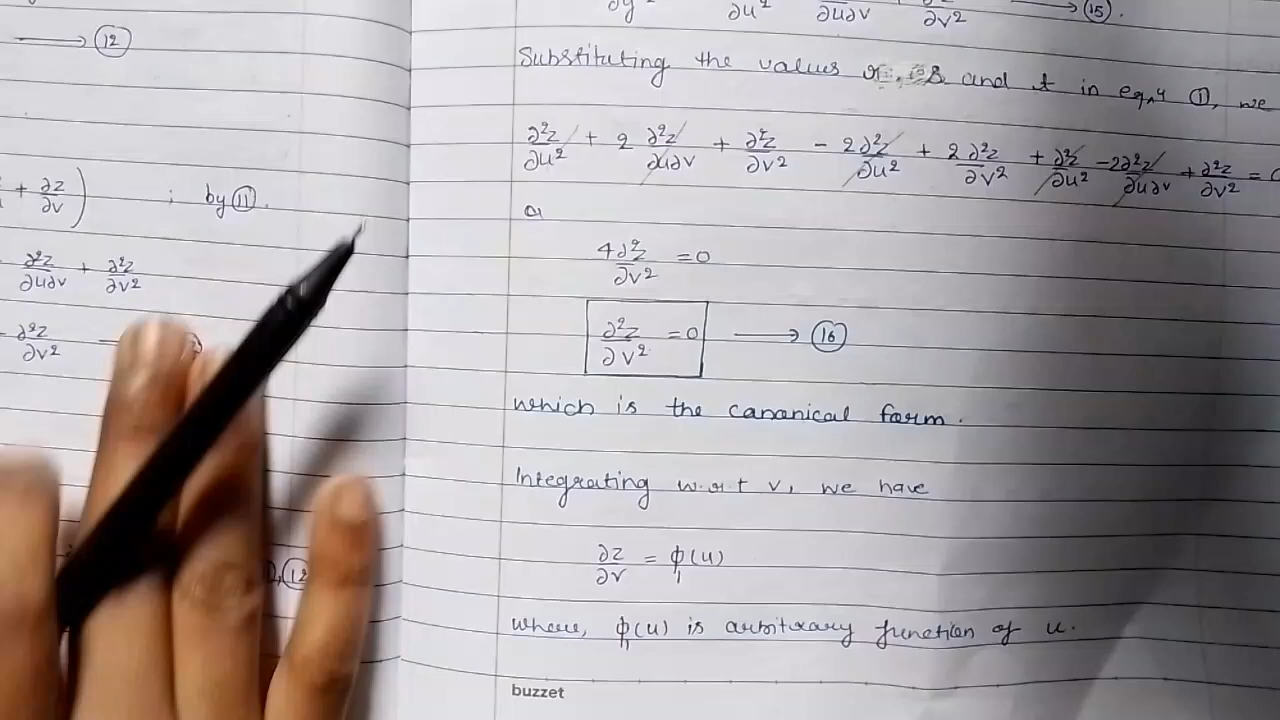 → 12
+ ∂z/∂v ) ; by 11.
∂²z/∂u∂v + ∂²z/∂v²
- ∂²z/∂v²
,12
∂y² ∂u² ∂u∂v ∂v² → 15.
Substituting the values r, s and t in eqn 1, we
∂²z/∂u² + 2 ∂²z/∂u∂v + ∂²z/∂v² - 2∂²z/∂u² + 2∂²z/∂v² + ∂²z/∂u² - 2∂²z/∂u∂v + ∂²z/∂v² = 0
or
4∂²z/∂v² = 0
∂²z/∂v² = 0 → 16
which is the cananical form.
Integrating w.r.t v, we have
∂z/∂v = ϕ₁(u)
where, ϕ₁(u) is arbitrary function of u.
buzzet